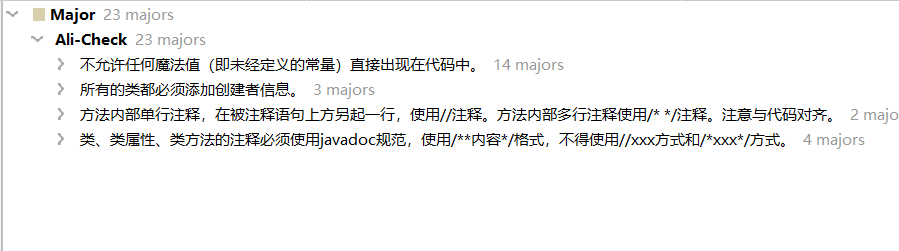 Major 23 majors
Ali-Check 23 majors
不允许任何魔法值（即未经定义的常量）直接出现在代码中。 14 majors
所有的类都必须添加创建者信息。 3 majors
方法内部单行注释，在被注释语句上方另起一行，使用//注释。方法内部多行注释使用/* */注释。注意与代码对齐。 2 majo
类、类属性、类方法的注释必须使用javadoc规范，使用/**内容*/格式，不得使用//xxx方式和/*xxx*/方式。 4 majors